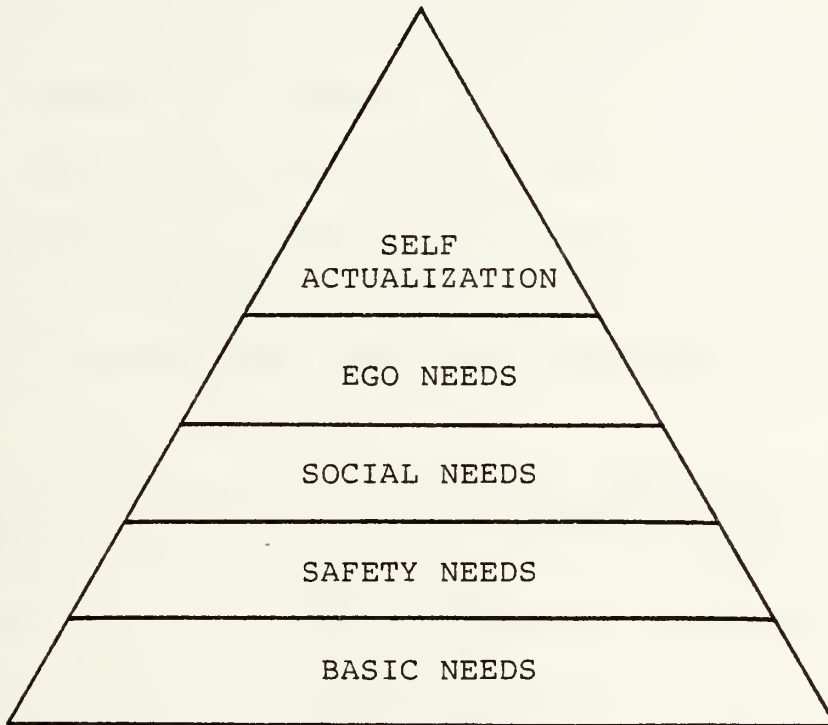 SELF
ACTUALIZATION
EGO NEEDS
SOCIAL NEEDS
SAFETY NEEDS
BASIC NEEDS